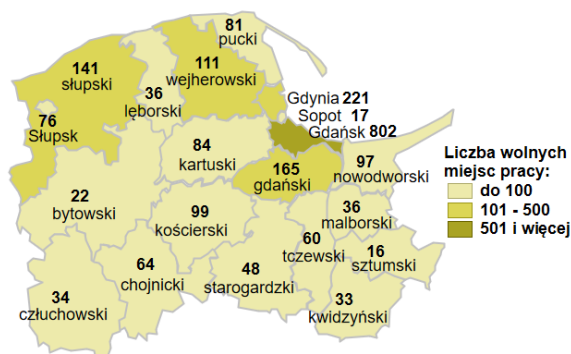 81
pucki
141
słupski
111
wejherowski
36
lęborski
76
Słupsk
Gdynia 221
Sopot 17
Gdańsk 802
84
kartuski
165
gdański
97
nowodworski
22
bytowski
99
kościerski
36
malborski
60
tczewski
16
sztumski
64
chojnicki
48
starogardzki
34
człuchowski
33
kwidzyński
Liczba wolnych
miejsc pracy:
do 100
101 - 500
501 i więcej